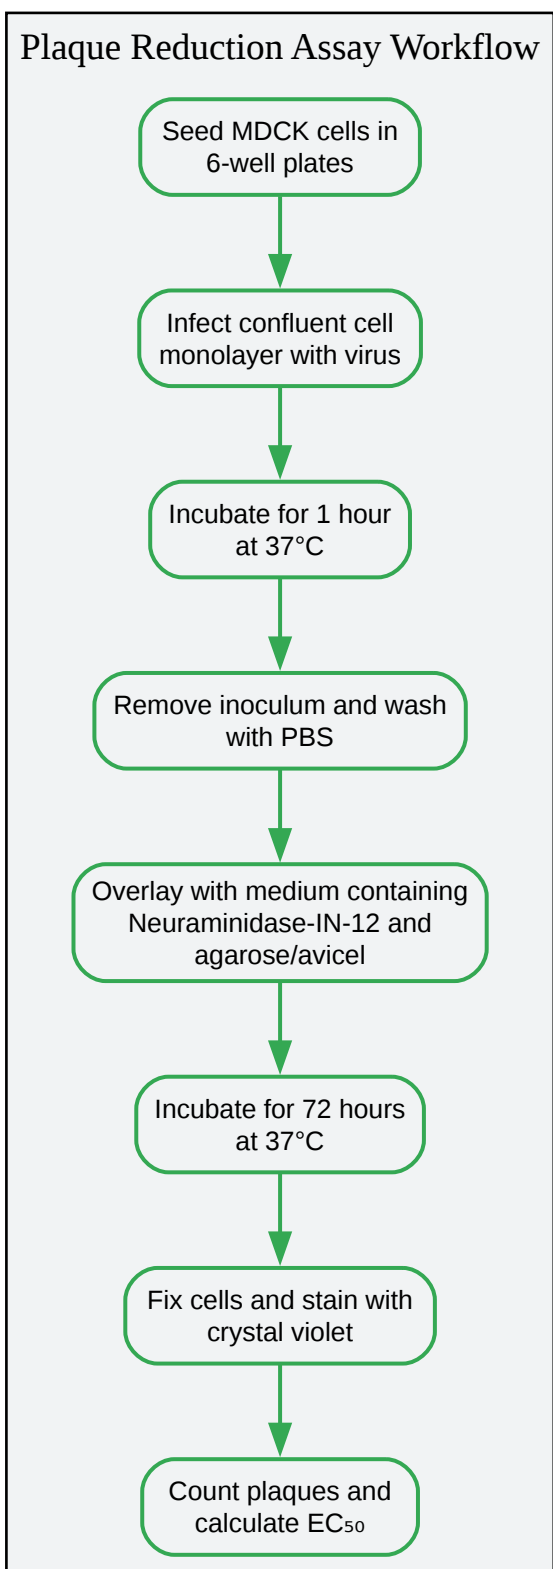 Plaque Reduction Assay Workflow
Seed MDCK cells in
6-well plates
Infect confluent cell
monolayer with virus
Incubate for 1 hour
at 37°C
Remove inoculum and wash
with PBS
Overlay with medium containing
Neuraminidase-IN-12 and
agarose/avicel
Incubate for 72 hours
at 37°C
Fix cells and stain with
crystal violet
Count plaques and
calculate EC₅₀